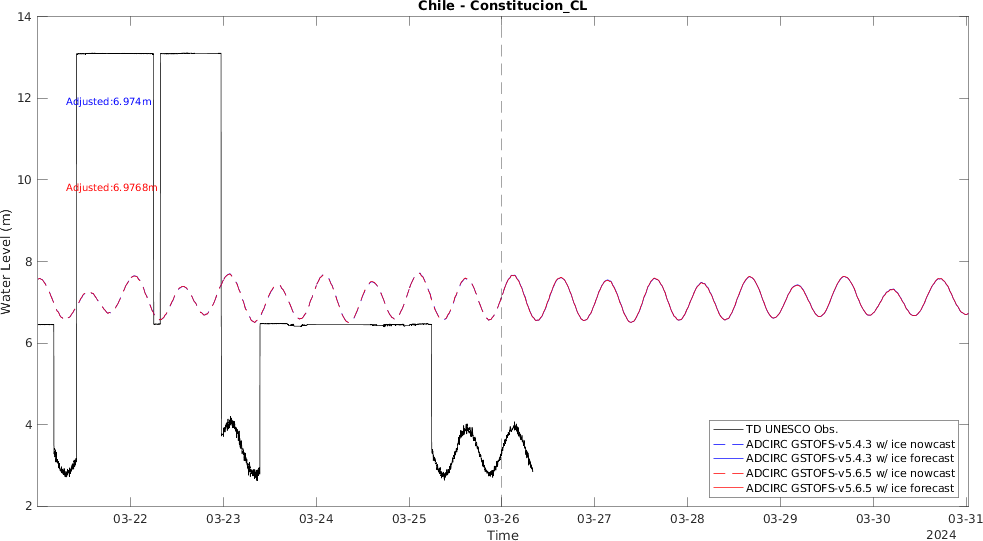 Chile - Constitucion_CL
14
12
10
8
6
4
2
Water Level (m)
Adjusted:6.974m
Adjusted:6.9768m
TD UNESCO Obs.
ADCIRC GSTOFS-v5.4.3 w/ ice nowcast
ADCIRC GSTOFS-v5.4.3 w/ ice forecast
ADCIRC GSTOFS-v5.6.5 w/ ice nowcast
ADCIRC GSTOFS-v5.6.5 w/ ice forecast
03-22 03-23 03-24 03-25 03-26 03-27 03-28 03-29 03-30 03-31
Time
2024